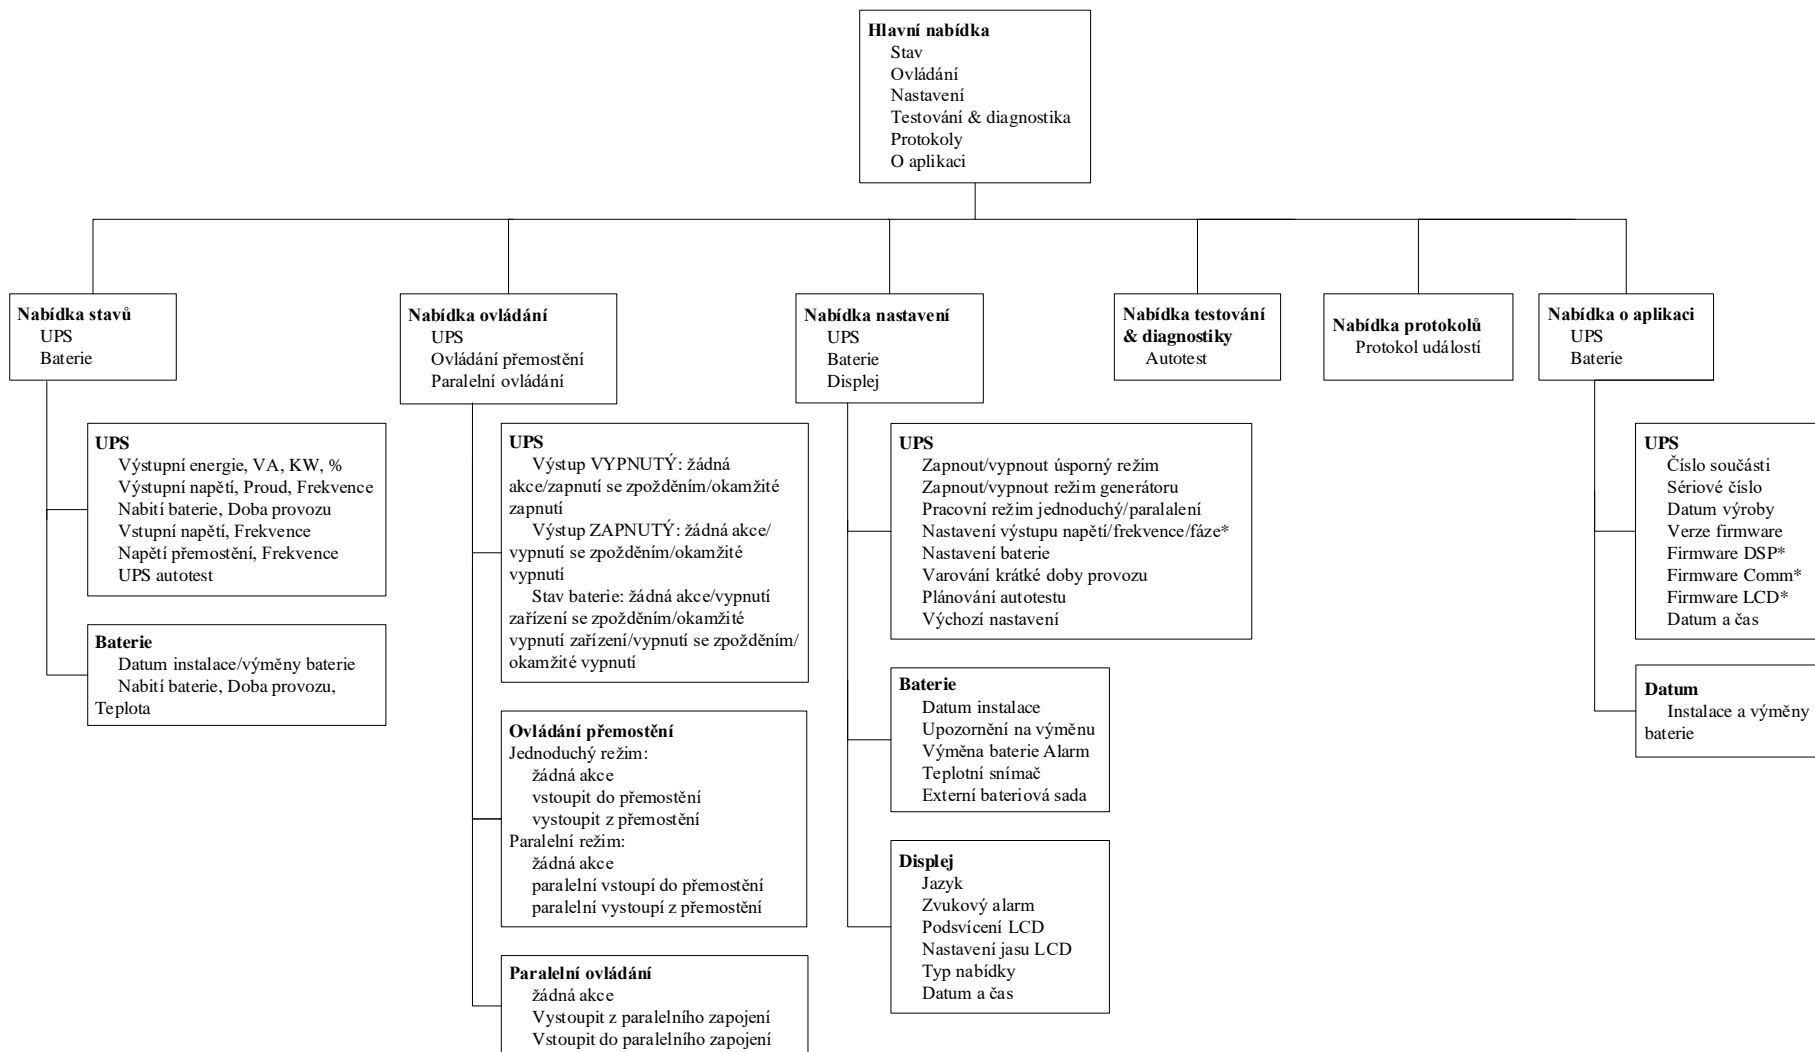 Hlavní nabídka
Stav
Ovládání
Nastavení
Testování & diagnostika
Protokoly
O aplikaci
Nabídka stavů
UPS
Baterie
UPS
Výstupní energie, VA, KW, %
Výstupní napětí, Proud, Frekvence
Nabití baterie, Doba provozu
Vstupní napětí, Frekvence
Napětí přemostění, Frekvence
UPS autotest
Baterie
Datum instalace/výměny baterie
Nabití baterie, Doba provozu,
Teplota
Nabídka ovládání
UPS
Ovládání přemostění
Paralelní ovládání
UPS
Výstup VYPNUTÝ: žádná
akce/zapnutí se zpožděním/okamžité
zapnutí
Výstup ZAPNUTÝ: žádná akce/
vypnutí se zpožděním/okamžité
vypnutí
Stav baterie: žádná akce/vypnutí
zařízení se zpožděním/okamžité
vypnutí zařízení/vypnutí se zpožděním/
okamžité vypnutí
Ovládání přemostění
Jednoduchý režim:
žádná akce
vstoupit do přemostění
vystoupit z přemostění
Paralelní režim:
žádná akce
paralelní vstoupí do přemostění
paralelní vystoupí z přemostění
Paralelní ovládání
žádná akce
Vystoupit z paralelního zapojení
Vstoupit do paralelního zapojení
Nabídka nastavení
UPS
Baterie
Displej
UPS
Zapnout/vypnout úsporný režim
Zapnout/vypnout režim generátoru
Pracovní režim jednoduchý/paralalení
Nastavení výstupu napětí/frekvence/fáze*
Nastavení baterie
Varování krátké doby provozu
Plánování autotestu
Výchozí nastavení
Baterie
Datum instalace
Upozornění na výměnu
Výměna baterie Alarm
Teplotní snímač
Externí bateriová sada
Displej
Jazyk
Zvukový alarm
Podsvícení LCD
Nastavení jasu LCD
Typ nabídky
Datum a čas
Nabídka testování
& diagnostiky
Autotest
Nabídka protokolů
Protokol událostí
Nabídka o aplikaci
UPS
Baterie
UPS
Číslo součásti
Sériové číslo
Datum výroby
Verze firmware
Firmware DSP*
Firmware Comm*
Firmware LCD*
Datum a čas
Datum
Instalace a výměny
baterie